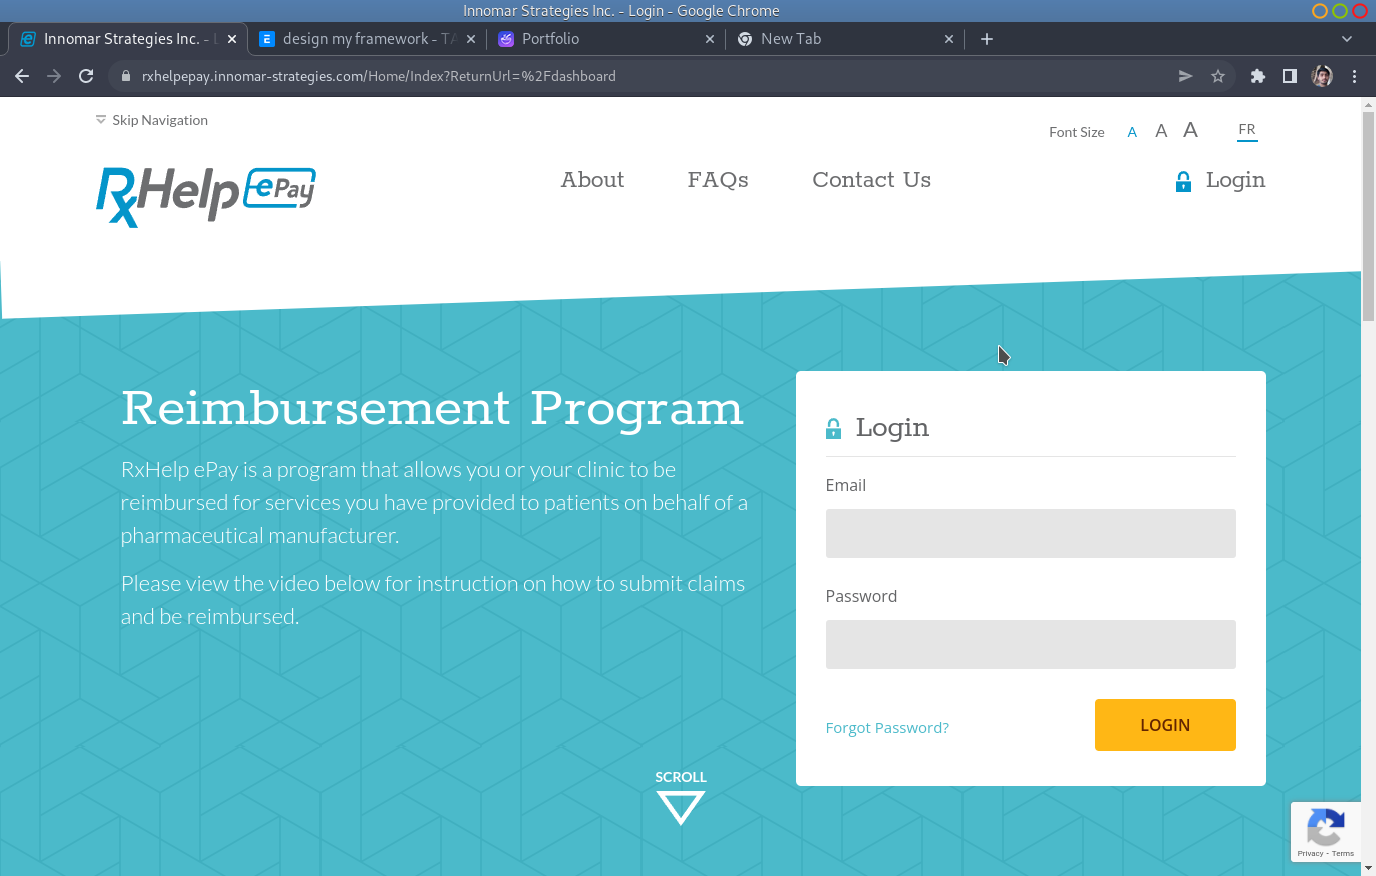 Innomar Strategies Inc. - Login - Google Chrome
Innomar Strategies Inc. - L
design my framework - TA
Portfolio
New Tab
rxhelpepay.innomar-strategies.com/Home/Index?ReturnUrl=%2Fdashboard
Skip Navigation
Font Size A A A FR
RxHelp ePay
About
FAQs
Contact Us
Login
Reimbursement Program
RxHelp ePay is a program that allows you or your clinic to be
reimbursed for services you have provided to patients on behalf of a
pharmaceutical manufacturer.
Please view the video below for instruction on how to submit claims
and be reimbursed.
Login
Email
Password
Forgot Password?
LOGIN
SCROLL
Privacy - Terms